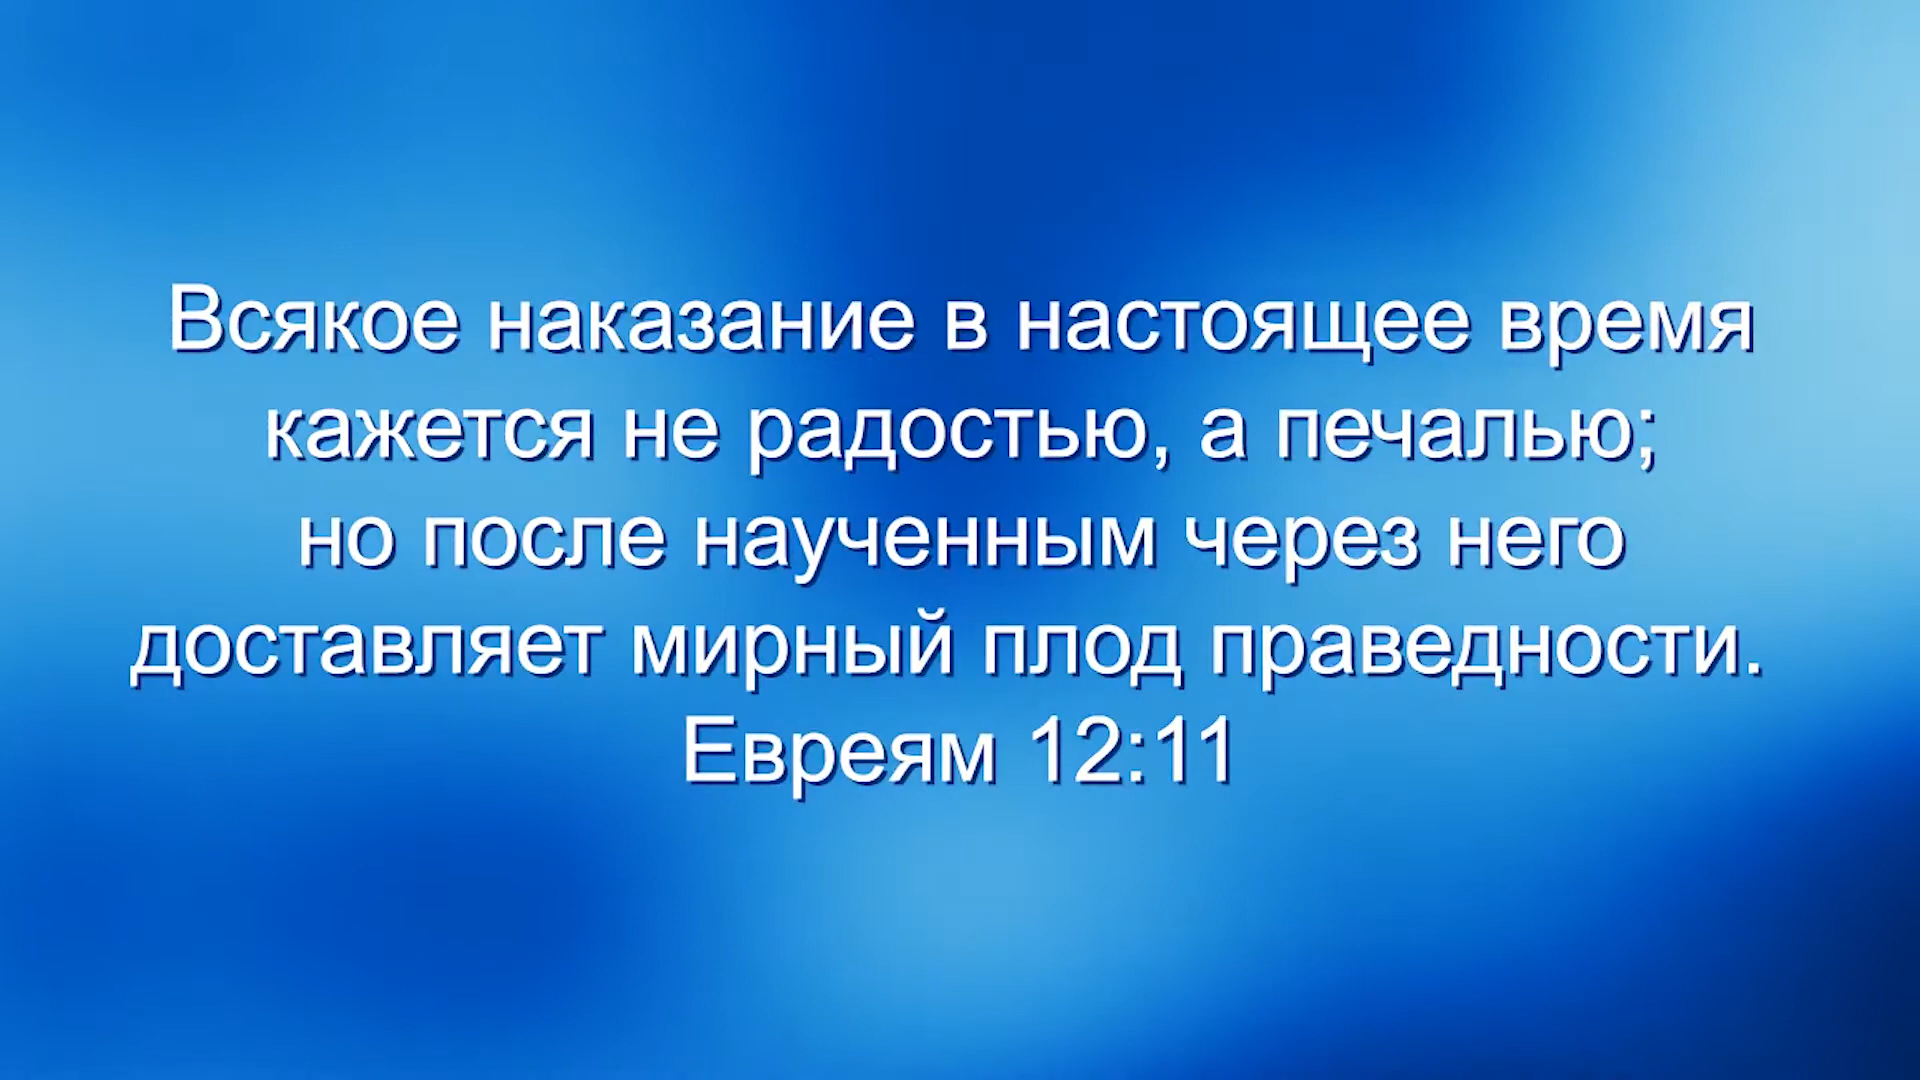 Всякое наказание в настоящее время
кажется не радостью, а печалью;
но после наученным через него
доставляет мирный плод праведности.
Евреям 12:11